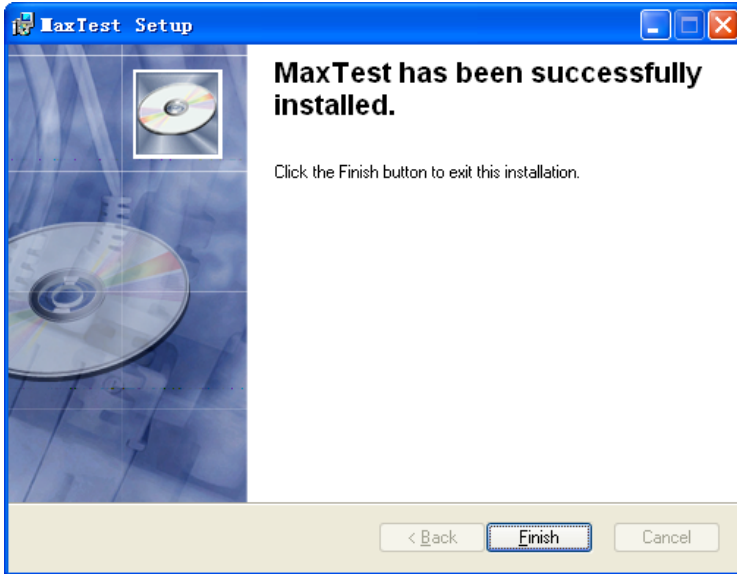 MaxTest Setup
MaxTest has been successfully
installed.
Click the Finish button to exit this installation.
< Back
Finish
Cancel